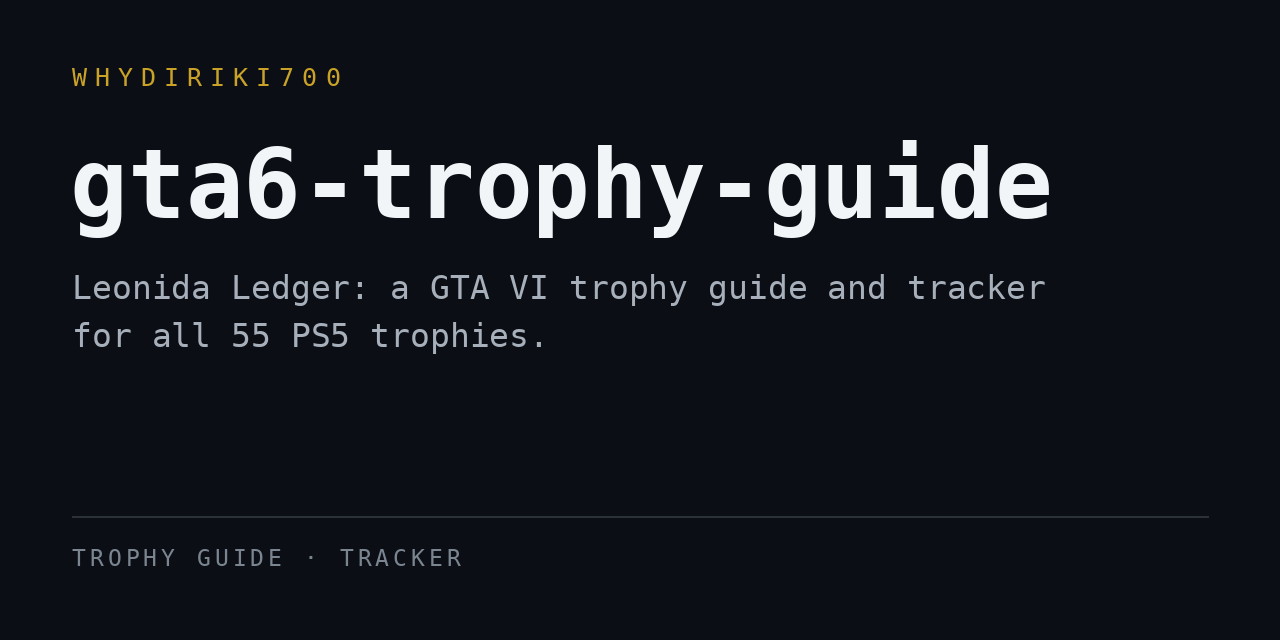 WHYDIRIKI700
gta6-trophy-guide
Leonida Ledger: a GTA VI trophy guide and tracker
for all 55 PS5 trophies.
TROPHY GUIDE · TRACKER